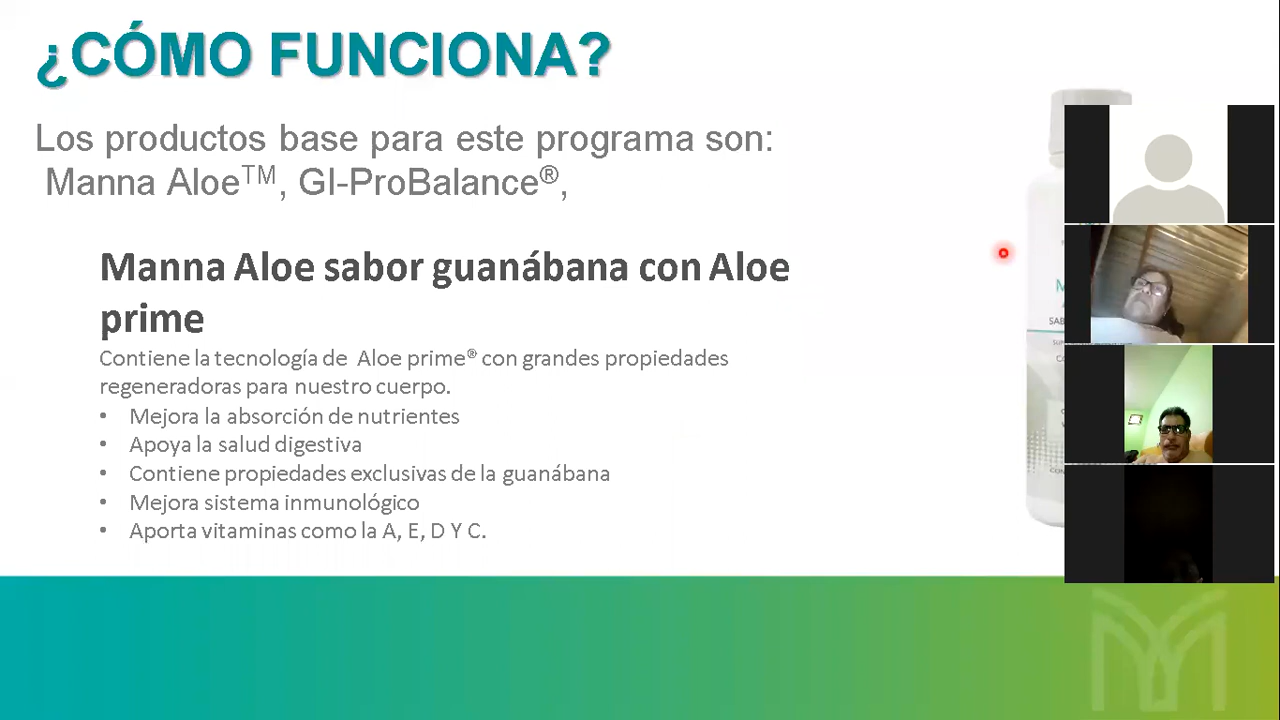 ¿CÓMO FUNCIONA?
Los productos base para este programa son:
Manna Aloe™, GI-ProBalance®,
Manna Aloe sabor guanábana con Aloe
prime
Contiene la tecnología de Aloe prime® con grandes propiedades
regeneradoras para nuestro cuerpo.
• Mejora la absorción de nutrientes
• Apoya la salud digestiva
• Contiene propiedades exclusivas de la guanábana
• Mejora sistema inmunológico
• Aporta vitaminas como la A, E, D Y C.